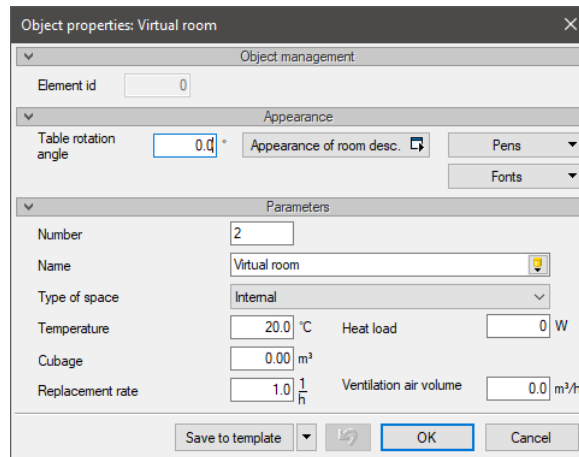 Object properties: Virtual room
Object management
Element id 0
Appearance
Table rotation angle 0.0 ° Appearance of room desc. Pens
Fonts
Parameters
Number 2
Name Virtual room
Type of space Internal
Temperature 20.0 °C Heat load 0 W
Cubage 0.00 m³
Replacement rate 1.0 1/h Ventilation air volume 0.0 m³/h
Save to template OK Cancel